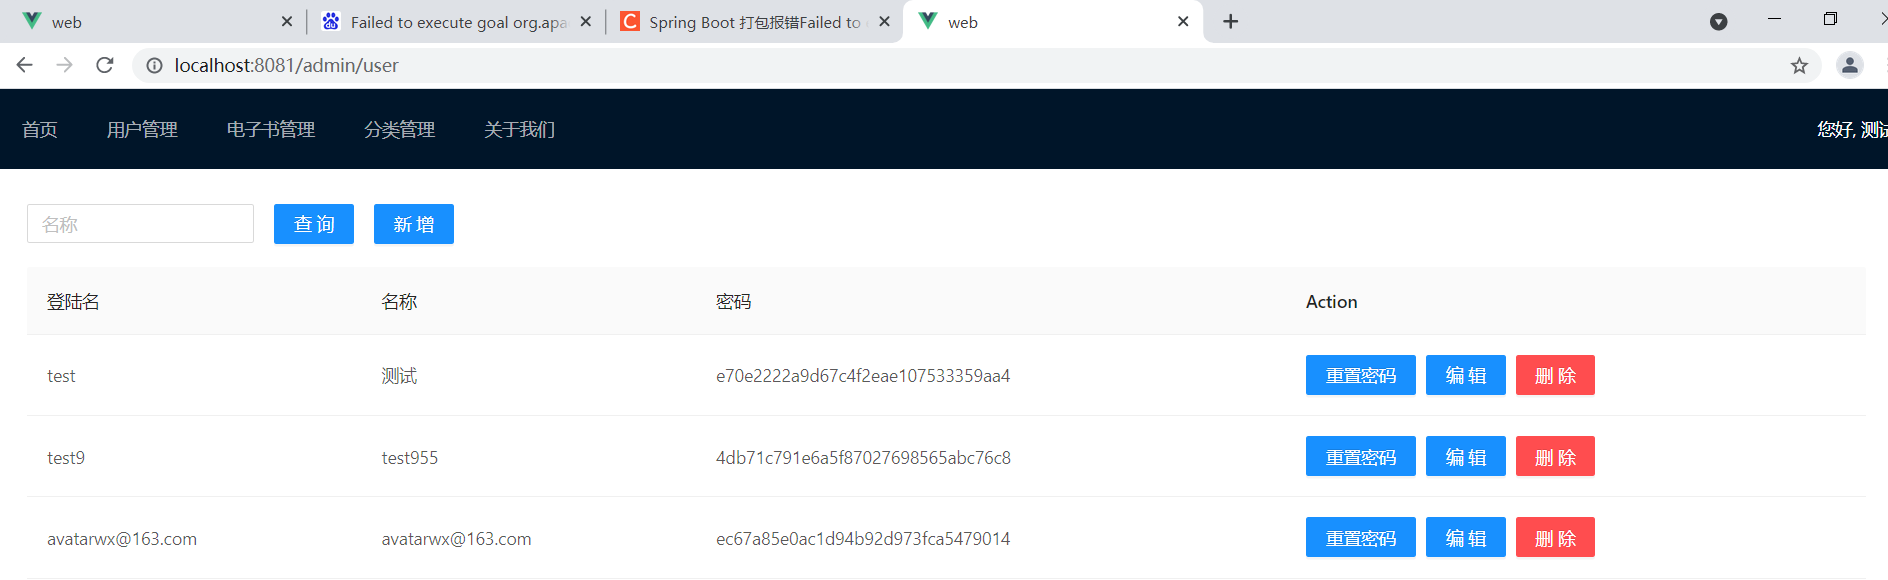 web
Failed to execute goal org.apa
Spring Boot 打包报错Failed to
web
localhost:8081/admin/user
首页 用户管理 电子书管理 分类管理 关于我们 您好, 测试
名称 查 询 新 增
登陆名 名称 密码 Action
test 测试 e70e2222a9d67c4f2eae107533359aa4 重置密码 编 辑 删 除
test9 test955 4db71c791e6a5f87027698565abc76c8 重置密码 编 辑 删 除
avatarwx@163.com avatarwx@163.com ec67a85e0ac1d94b92d973fca5479014 重置密码 编 辑 删 除